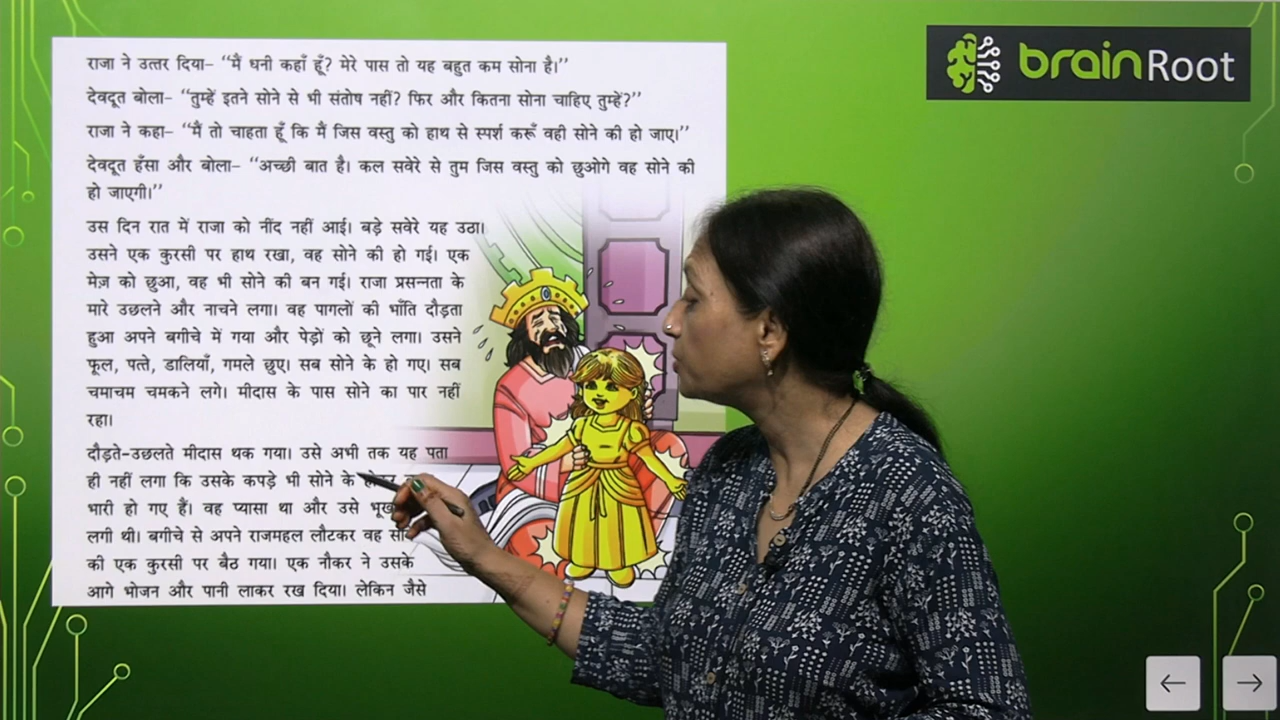 राजा ने उत्तर दिया– “मैं धनी कहाँ हूँ? मेरे पास तो यह बहुत कम सोना है।”
देवदूत बोला– “तुम्हें इतने सोने से भी संतोष नहीं? फिर और कितना सोना चाहिए तुम्हें?”
राजा ने कहा– “मैं तो चाहता हूँ कि मैं जिस वस्तु को हाथ से स्पर्श करूँ वही सोने की हो जाए।”
देवदूत हँसा और बोला– “अच्छी बात है। कल सवेरे से तुम जिस वस्तु को छुओगे वह सोने की
हो जाएगी।”
उस दिन रात में राजा को नींद नहीं आई। बड़े सवेरे यह उठा।
उसने एक कुरसी पर हाथ रखा, वह सोने की हो गई। एक
मेज़ को छुआ, वह भी सोने की बन गई। राजा प्रसन्नता के
मारे उछलने और नाचने लगा। वह पागलों की भाँति दौड़ता
हुआ अपने बगीचे में गया और पेड़ों को छूने लगा। उसने
फूल, पत्ते, डालियाँ, गमले छुए। सब सोने के हो गए। सब
चमाचम चमकने लगे। मीदास के पास सोने का पार नहीं
रहा।
दौड़ते-उछलते मीदास थक गया। उसे अभी तक यह पता
ही नहीं लगा कि उसके कपड़े भी सोने के
भारी हो गए हैं। वह प्यासा था और उसे
लगी थी। बगीचे से अपने राजमहल लौटकर वह
की एक कुरसी पर बैठ गया। एक नौकर ने उसके
आगे भोजन और पानी लाकर रख दिया। लेकिन जैसे
brainRoot